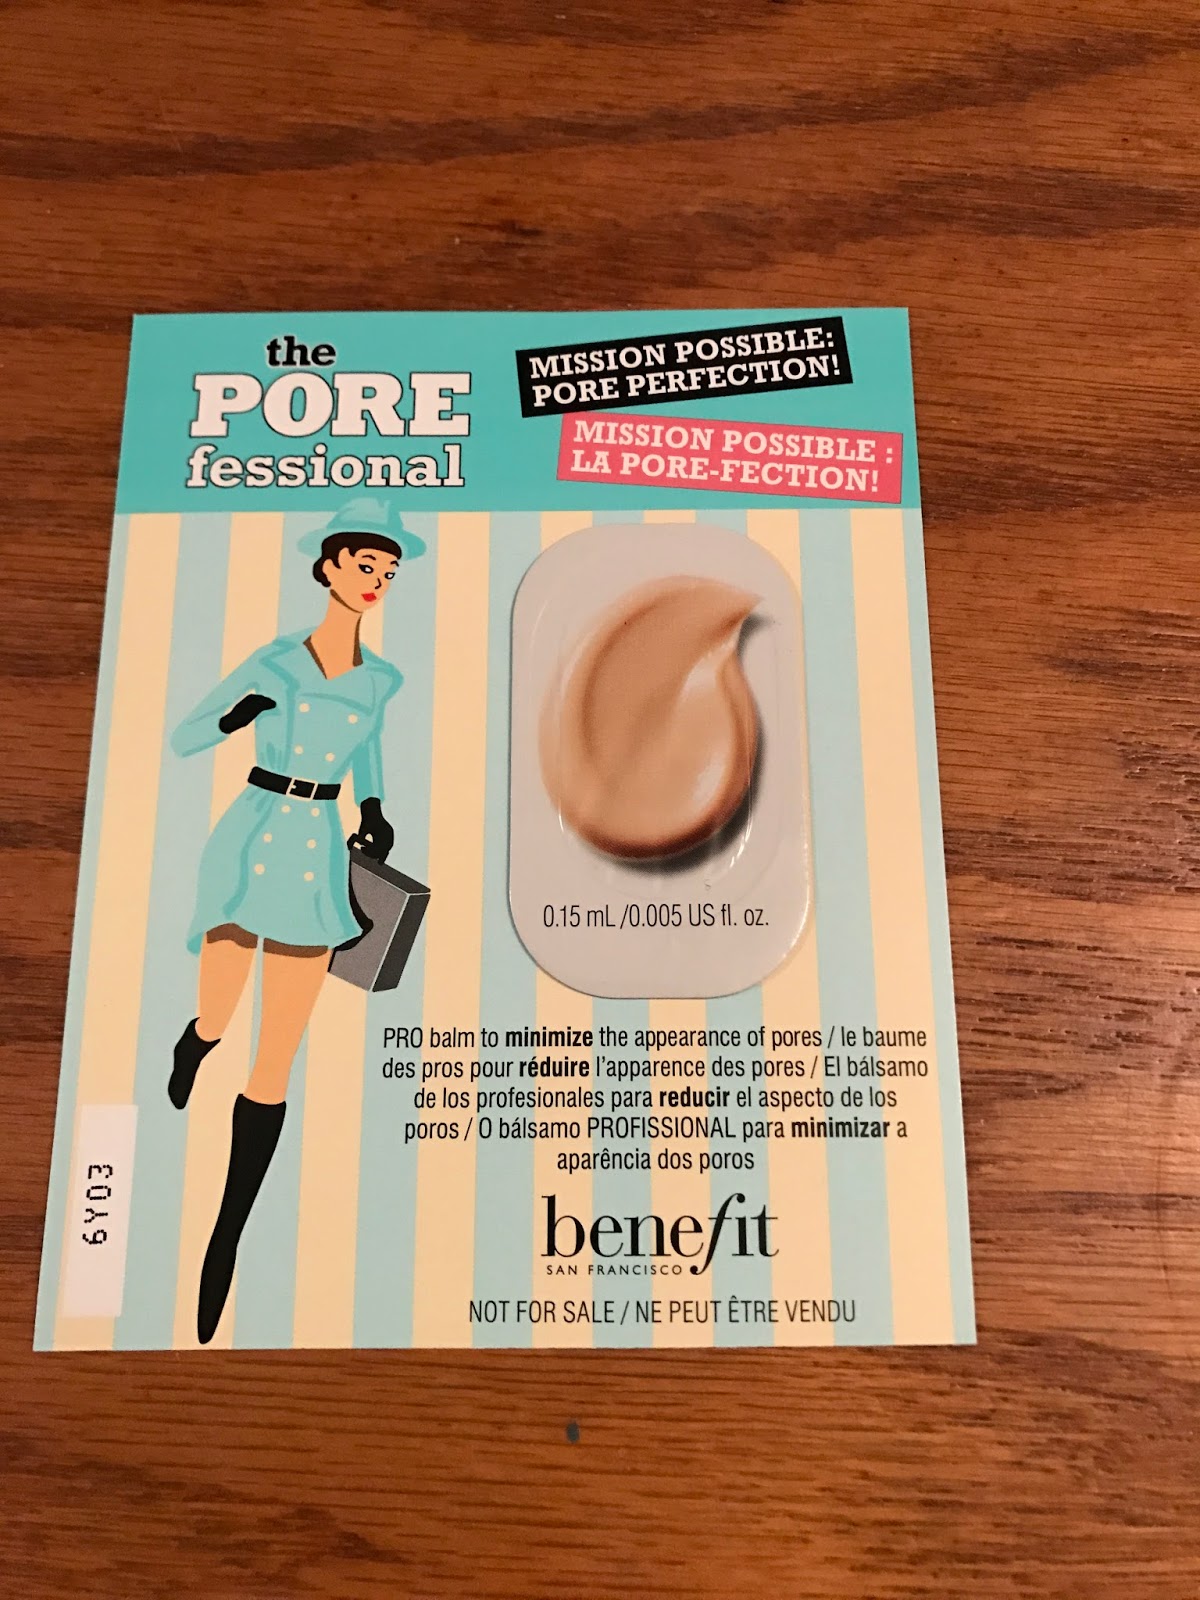 the
PORE
fessional
MISSION POSSIBLE:
PORE PERFECTION!
MISSION POSSIBLE :
LA PORE-FECTION!
0.15 mL /0.005 US fl. oz.
PRO balm to minimize the appearance of pores / le baume
des pros pour réduire l'apparence des pores / El bálsamo
de los profesionales para reducir el aspecto de los
poros / O bálsamo PROFISSIONAL para minimizar a
aparência dos poros
benefit
SAN FRANCISCO
NOT FOR SALE / NE PEUT ÊTRE VENDU
6Y03